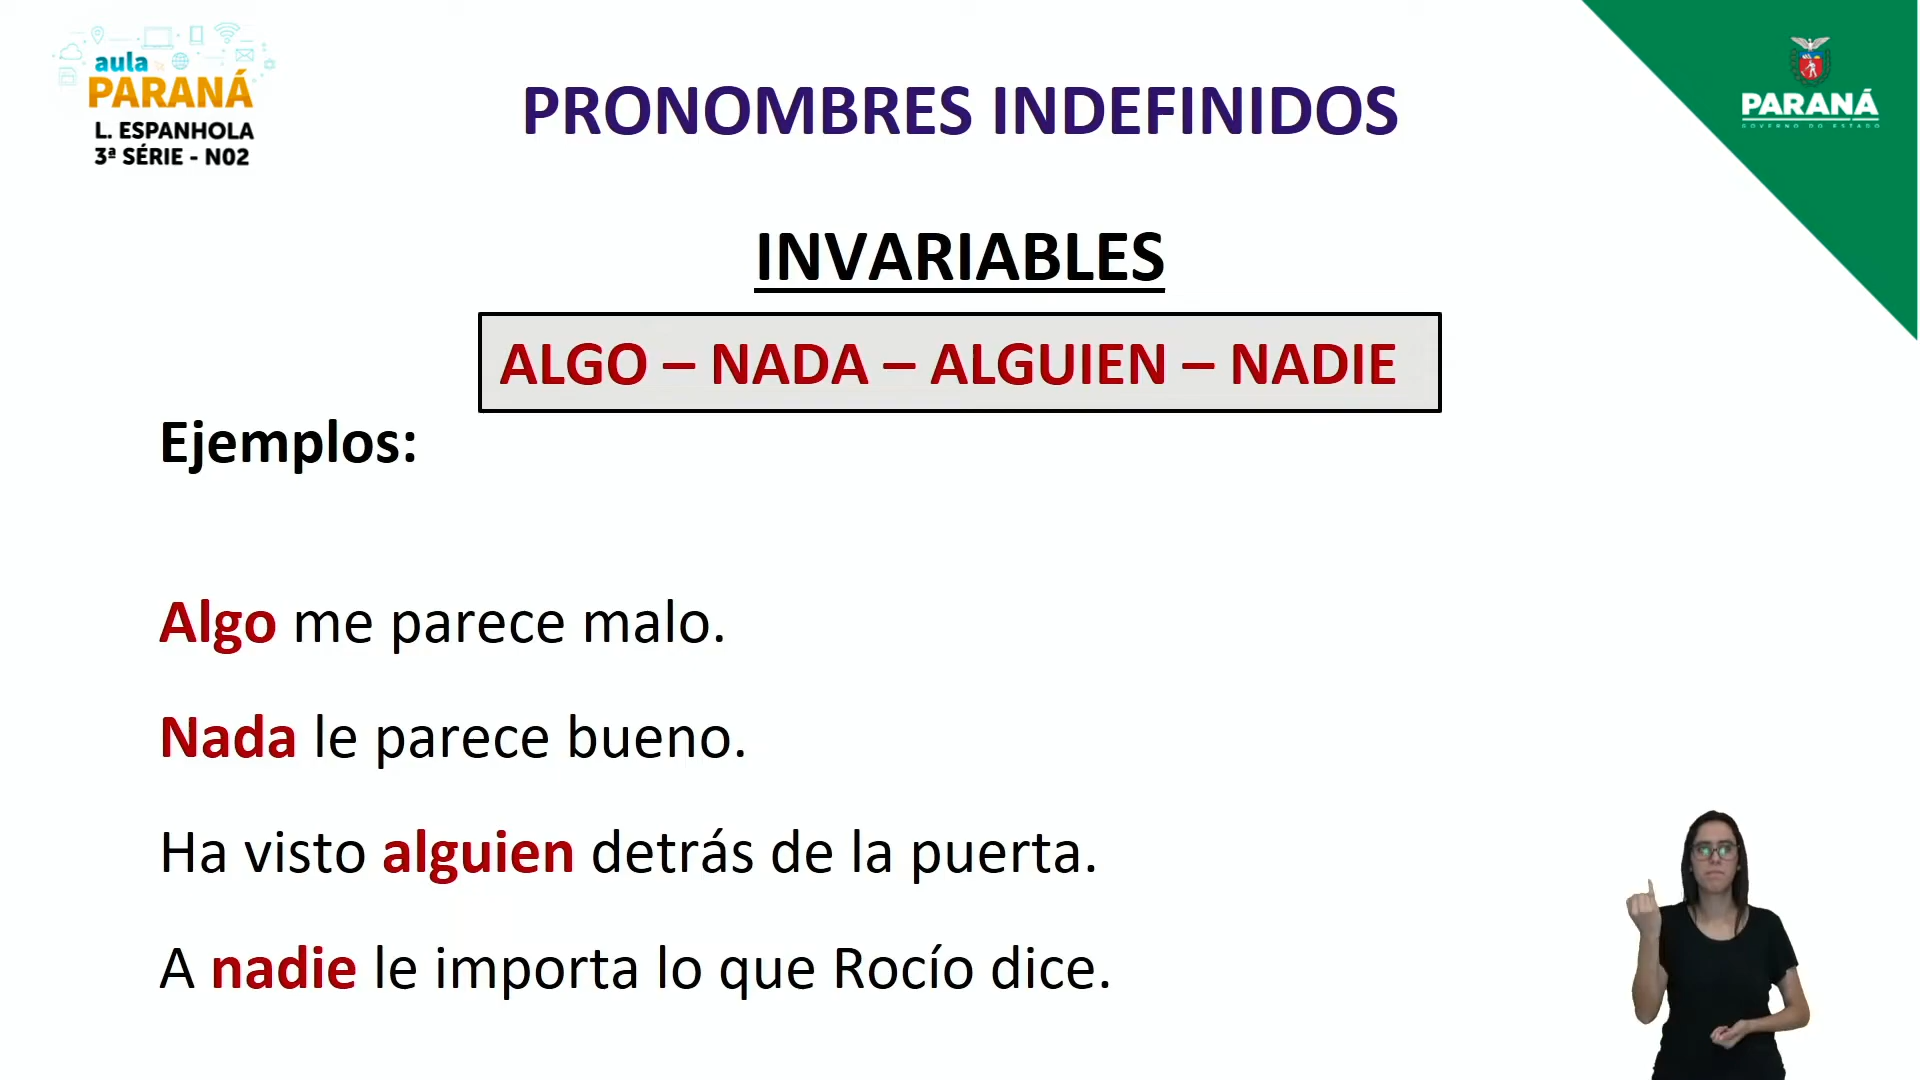 aula
PARANÁ
L. ESPANHOLA
3ª SÉRIE - N02
PRONOMBRES INDEFINIDOS
PARANÁ
GOVERNO DO ESTADO
INVARIABLES
ALGO – NADA – ALGUIEN – NADIE
Ejemplos:
Algo me parece malo.
Nada le parece bueno.
Ha visto alguien detrás de la puerta.
A nadie le importa lo que Rocío dice.